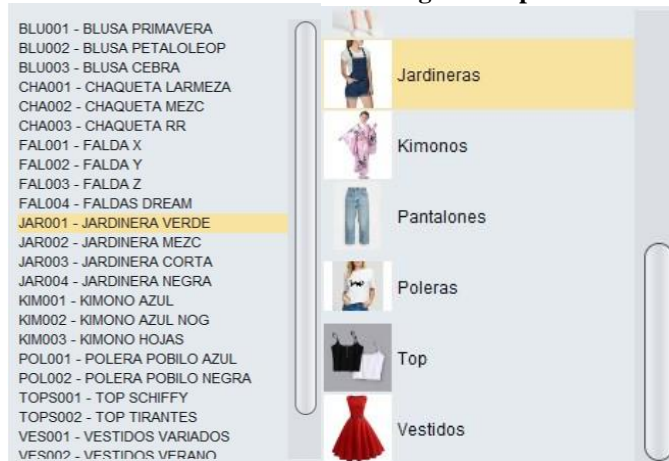 BLU001 - BLUSA PRIMAVERA
BLU002 - BLUSA PETALOLEOP
BLU003 - BLUSA CEBRA
CHA001 - CHAQUETA LARMEZA
CHA002 - CHAQUETA MEZC
CHA003 - CHAQUETA RR
FAL001 - FALDA X
FAL002 - FALDA Y
FAL003 - FALDA Z
FAL004 - FALDAS DREAM
JAR001 - JARDINERA VERDE
JAR002 - JARDINERA MEZC
JAR003 - JARDINERA CORTA
JAR004 - JARDINERA NEGRA
KIM001 - KIMONO AZUL
KIM002 - KIMONO AZUL NOG
KIM003 - KIMONO HOJAS
POL001 - POLERA POBILO AZUL
POL002 - POLERA POBILO NEGRA
TOPS001 - TOP SCHIFFY
TOPS002 - TOP TIRANTES
VES001 - VESTIDOS VARIADOS
VES002 - VESTIDOS VERANO
Jardineras
Kimonos
Pantalones
Poleras
Top
Vestidos